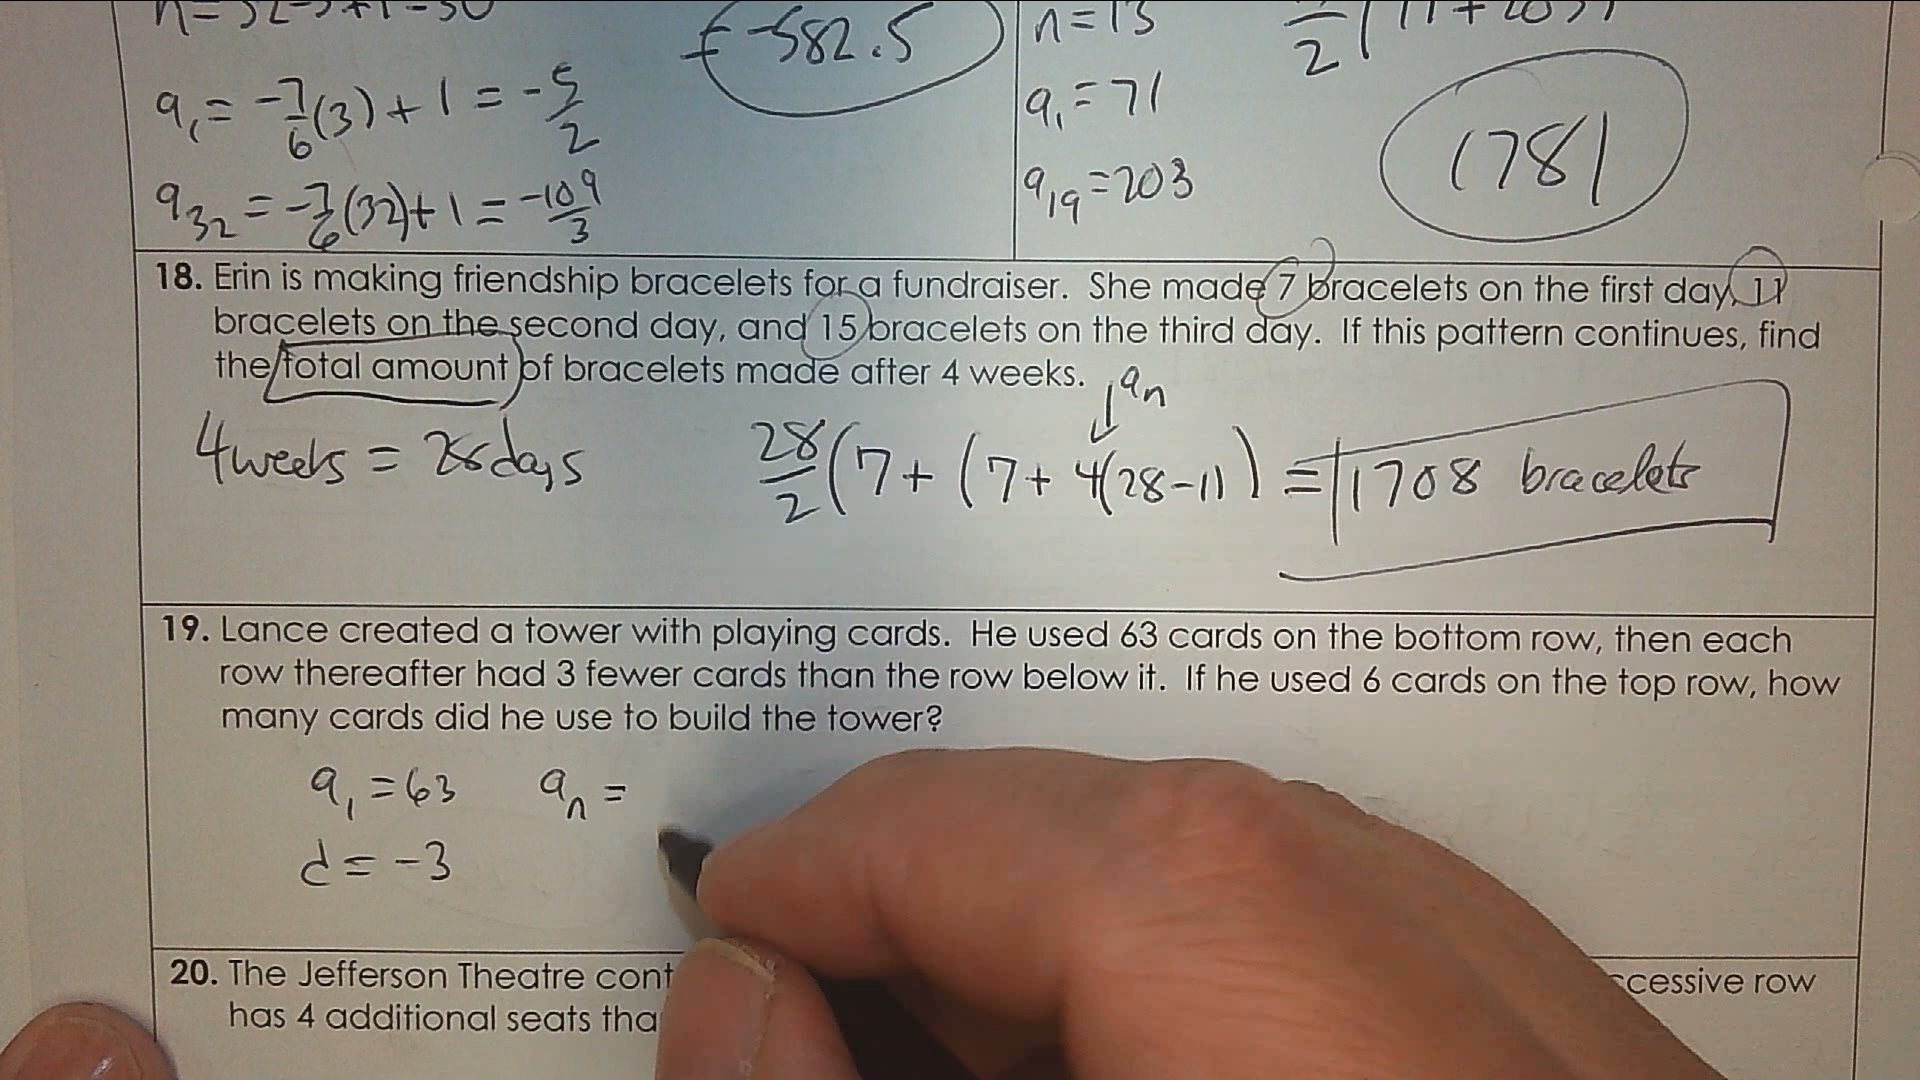 n=32-3+1=30
-582.5
n=13
a₁ = -7/6(3)+1 = -5/2
a₁=71
1781
a₃₂ = -7/6(32)+1 = -109/3
a₁₉=203
18. Erin is making friendship bracelets for a fundraiser. She made 7 bracelets on the first day, 11
bracelets on the second day, and 15 bracelets on the third day. If this pattern continues, find
the total amount of bracelets made after 4 weeks.
aₙ
4 weeks = 28 days
28/2(7+(7+4(28-1)) = 1708 bracelets
19. Lance created a tower with playing cards. He used 63 cards on the bottom row, then each
row thereafter had 3 fewer cards than the row below it. If he used 6 cards on the top row, how
many cards did he use to build the tower?
a₁=63 aₙ=
d=-3
20. The Jefferson Theatre cont cessive row
has 4 additional seats tha